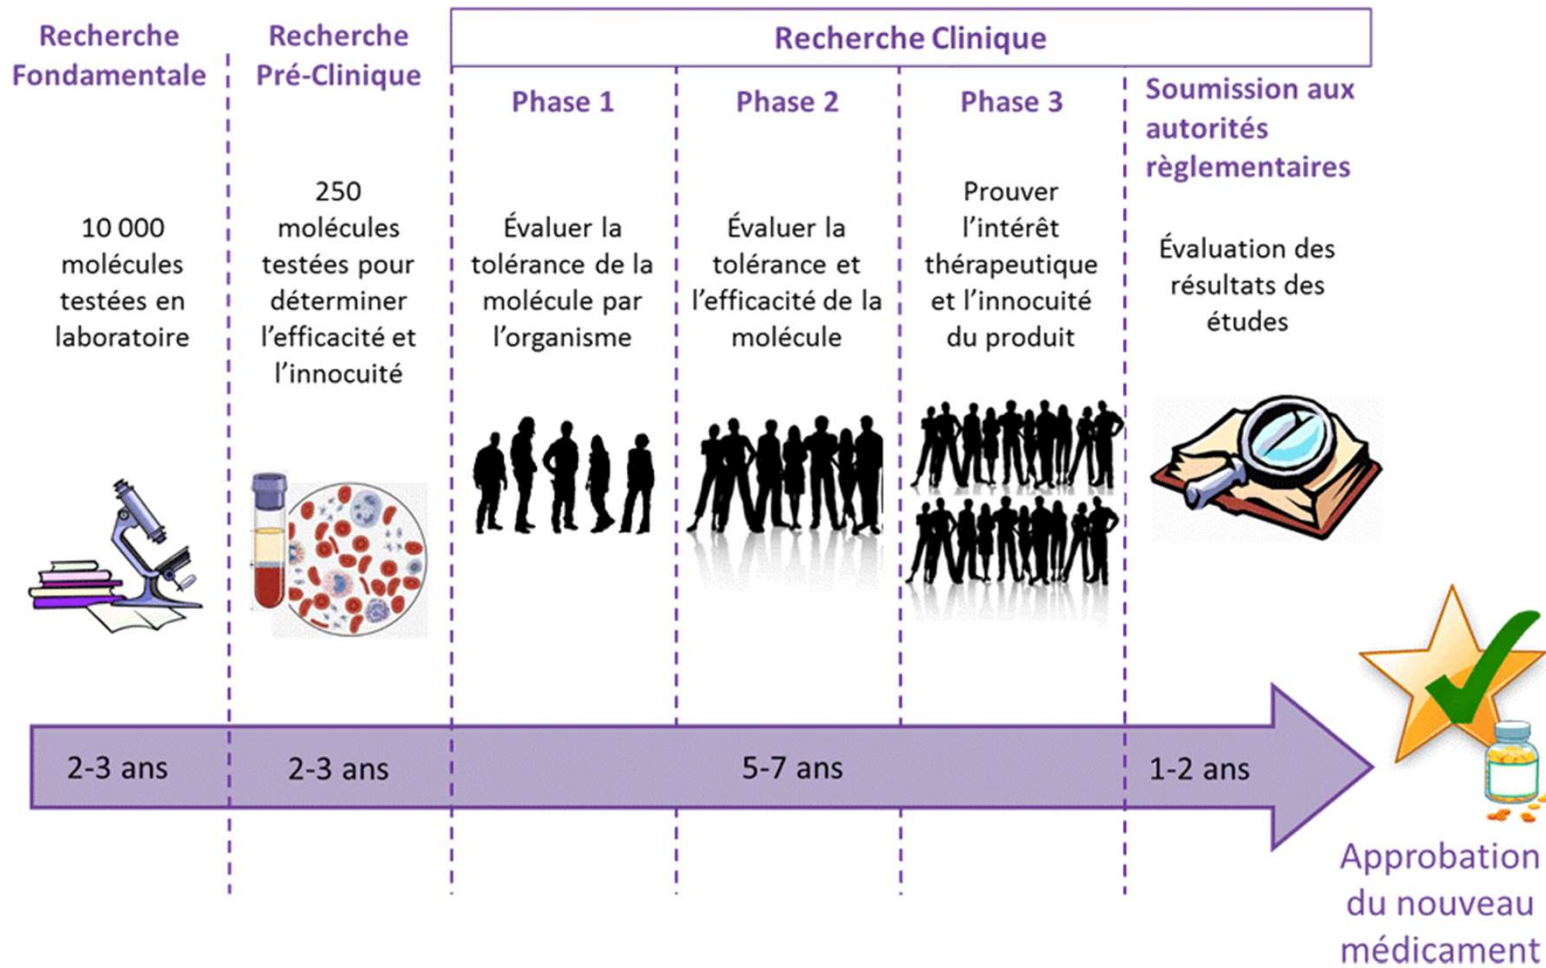 Recherche
Fondamentale
Recherche
Pré-Clinique
Recherche Clinique
Phase 1
Phase 2
Phase 3
Soumission aux
autorités
règlementaires
10 000
molécules
testées en
laboratoire
250
molécules
testées pour
déterminer
l'efficacité et
l'innocuité
Évaluer la
tolérance de la
molécule par
l'organisme
Évaluer la
tolérance et
l'efficacité de la
molécule
Prouver
l'intérêt
thérapeutique
et l'innocuité
du produit
Évaluation des
résultats des
études
2-3 ans
2-3 ans
5-7 ans
1-2 ans
Approbation
du nouveau
médicament